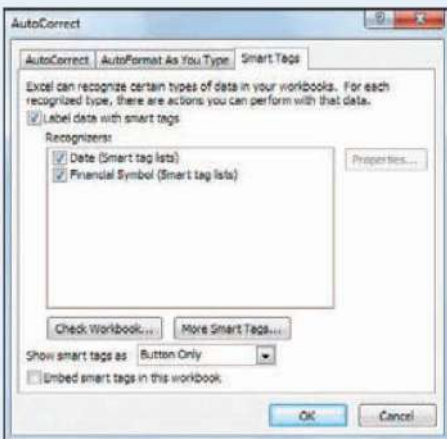 AutoCorrect
AutoCorrect AutoFormat As You Type Smart Tags
Excel can recognize certain types of data in your workbooks. For each
recognized type, there are actions you can perform with that data.
Label data with smart tags
Recognizers:
Date (Smart tag lists)
Financial Symbol (Smart tag lists)
Properties...
Check Workbook... More Smart Tags...
Show smart tags as Button Only
Embed smart tags in this workbook
OK Cancel